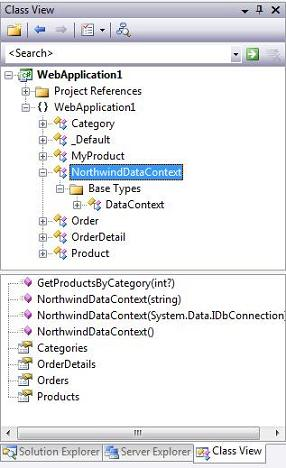 Class View
<Search>
WebApplication1
Project References
{} WebApplication1
Category
_Default
MyProduct
NorthwindDataContext
Base Types
DataContext
Order
OrderDetail
Product
GetProductsByCategory(int?)
NorthwindDataContext(string)
NorthwindDataContext(System.Data.IDbConnection)
NorthwindDataContext()
Categories
OrderDetails
Orders
Products
Solution Explorer Server Explorer Class View